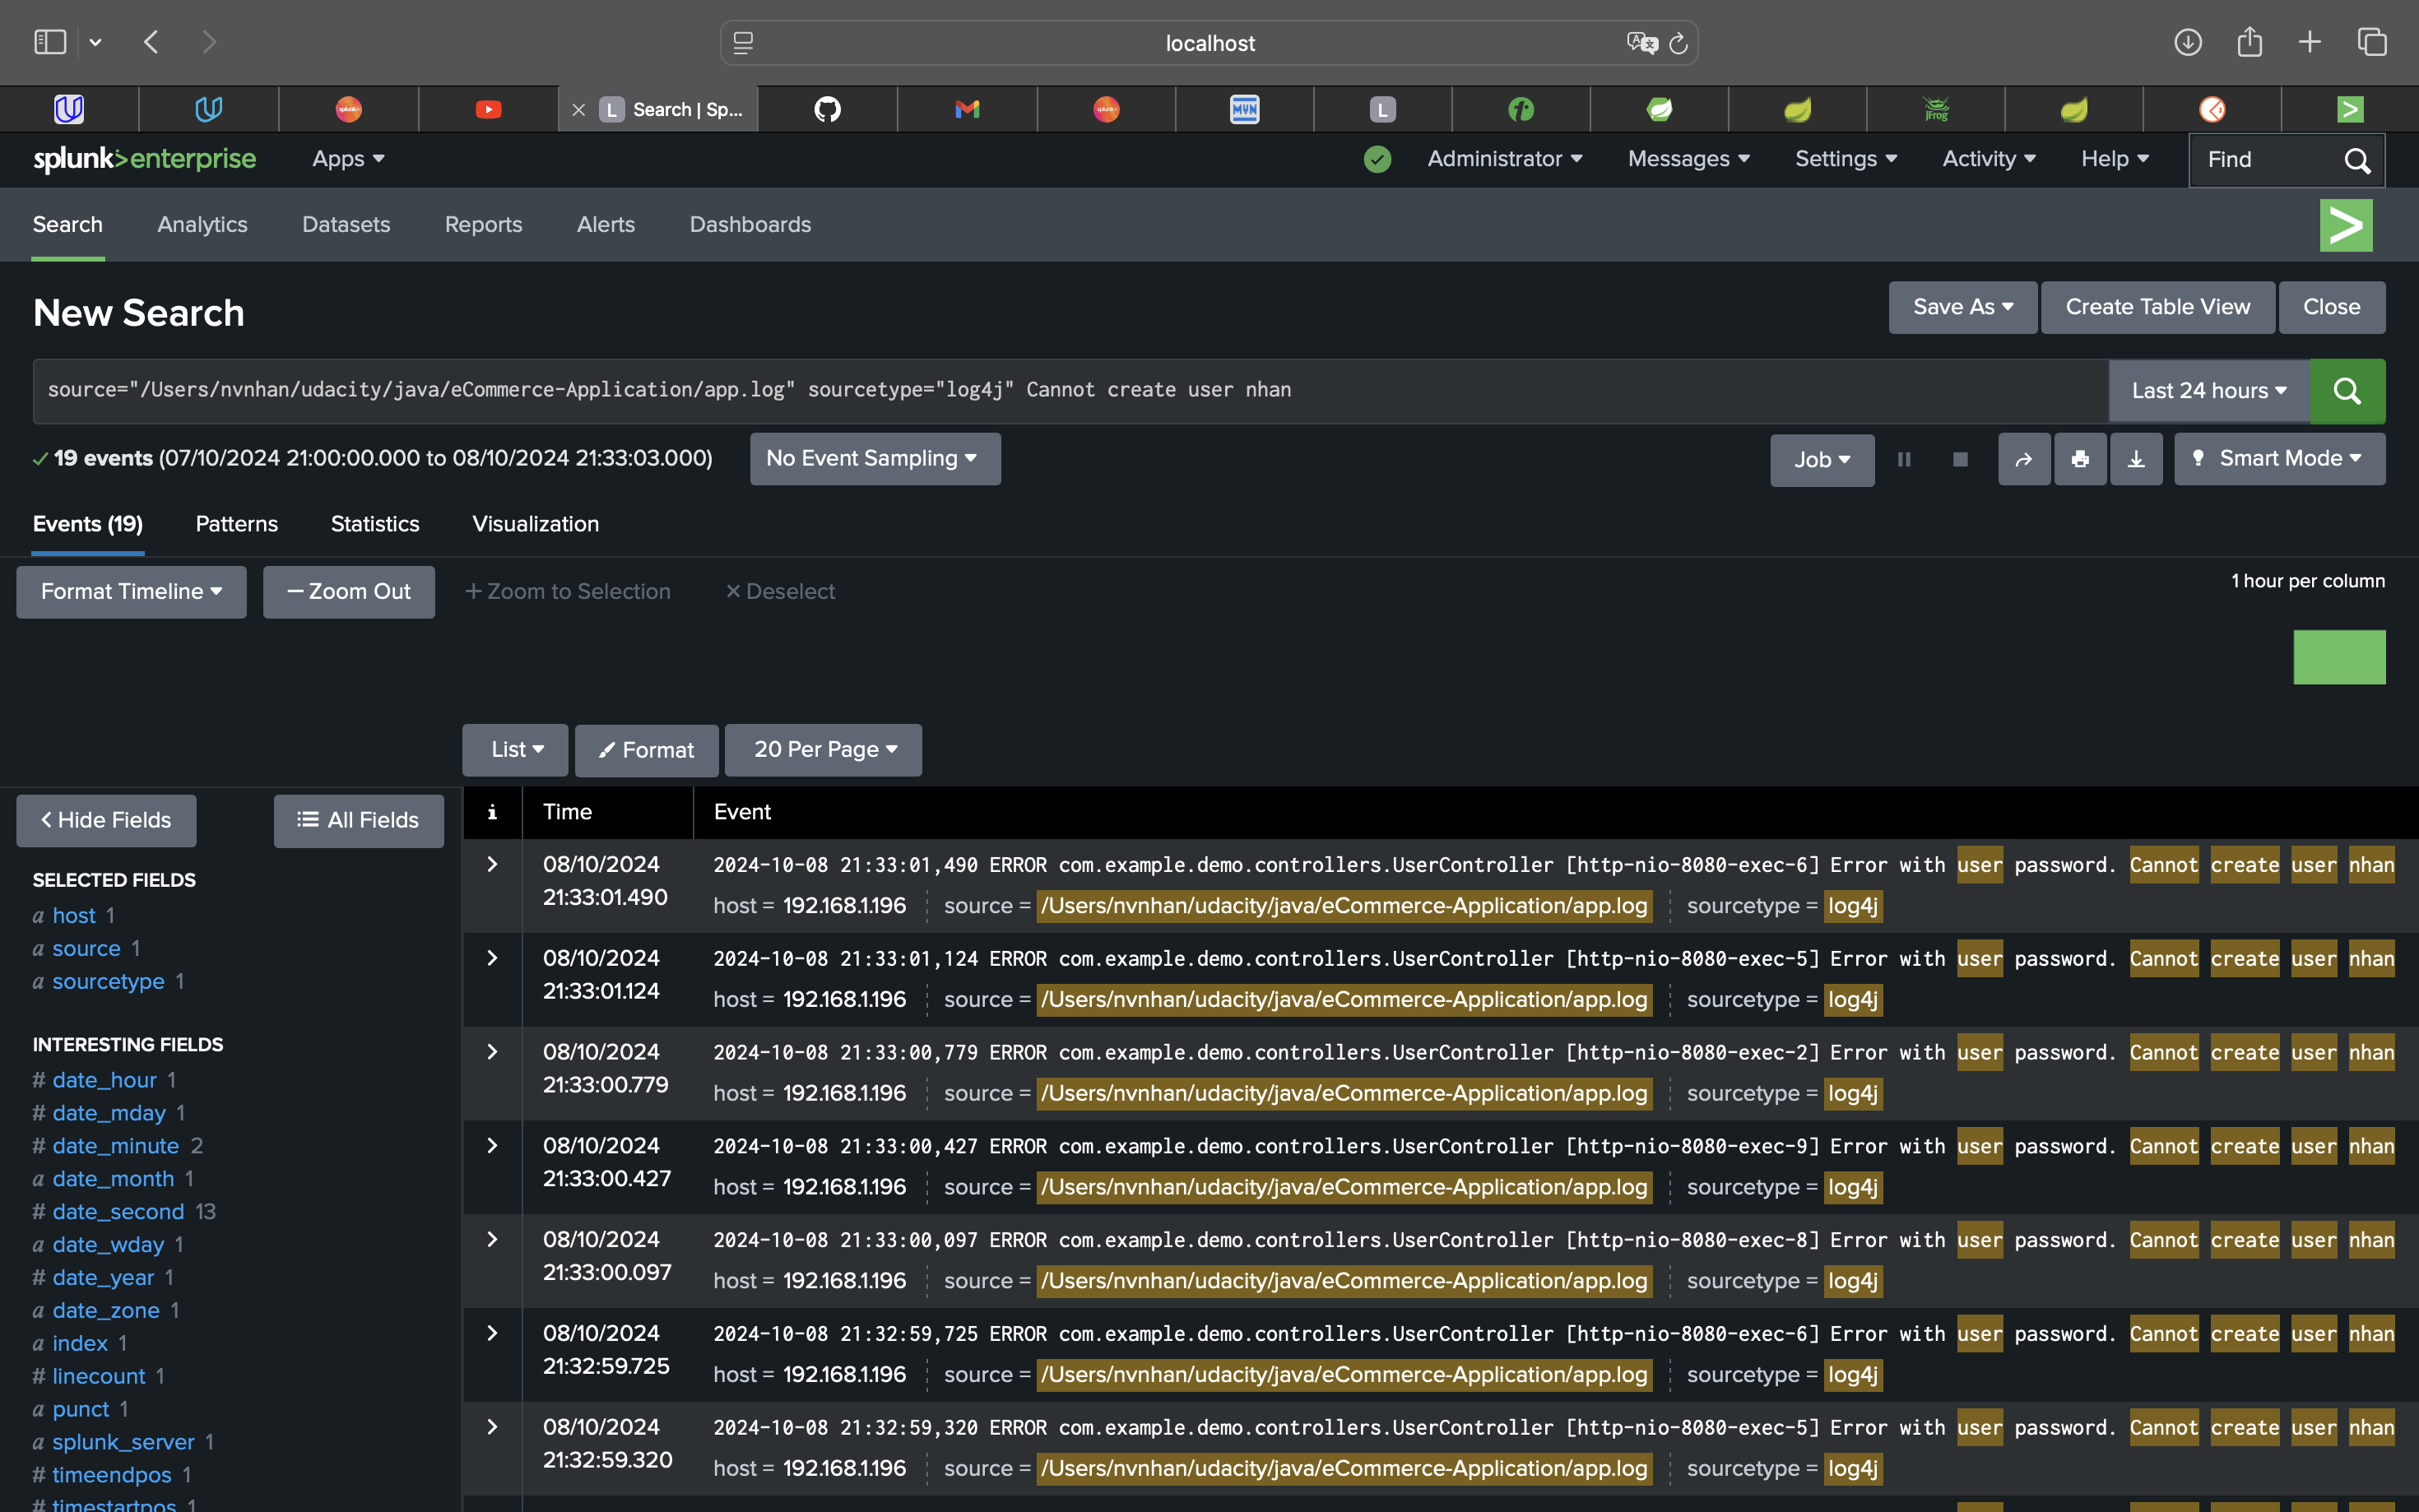 localhost
L Search | Sp...
MVN
L
JFrog
splunk>enterprise Apps Administrator Messages Settings Activity Help Find
Search Analytics Datasets Reports Alerts Dashboards
New Search Save As Create Table View Close
source="/Users/nvnhan/udacity/java/eCommerce-Application/app.log" sourcetype="log4j" Cannot create user nhan Last 24 hours
19 events (07/10/2024 21:00:00.000 to 08/10/2024 21:33:03.000) No Event Sampling Job Smart Mode
Events (19) Patterns Statistics Visualization
Format Timeline — Zoom Out + Zoom to Selection × Deselect 1 hour per column
List Format 20 Per Page
< Hide Fields All Fields
SELECTED FIELDS
a host 1
a source 1
a sourcetype 1
INTERESTING FIELDS
# date_hour 1
# date_mday 1
# date_minute 2
a date_month 1
# date_second 13
a date_wday 1
# date_year 1
a date_zone 1
a index 1
# linecount 1
a punct 1
a splunk_server 1
# timeendpos 1
# timestartpos 1
i Time Event
08/10/2024 21:33:01.490
2024-10-08 21:33:01,490 ERROR com.example.demo.controllers.UserController [http-nio-8080-exec-6] Error with user password. Cannot create user nhan
host = 192.168.1.196 source = /Users/nvnhan/udacity/java/eCommerce-Application/app.log sourcetype = log4j
08/10/2024 21:33:01.124
2024-10-08 21:33:01,124 ERROR com.example.demo.controllers.UserController [http-nio-8080-exec-5] Error with user password. Cannot create user nhan
host = 192.168.1.196 source = /Users/nvnhan/udacity/java/eCommerce-Application/app.log sourcetype = log4j
08/10/2024 21:33:00.779
2024-10-08 21:33:00,779 ERROR com.example.demo.controllers.UserController [http-nio-8080-exec-2] Error with user password. Cannot create user nhan
host = 192.168.1.196 source = /Users/nvnhan/udacity/java/eCommerce-Application/app.log sourcetype = log4j
08/10/2024 21:33:00.427
2024-10-08 21:33:00,427 ERROR com.example.demo.controllers.UserController [http-nio-8080-exec-9] Error with user password. Cannot create user nhan
host = 192.168.1.196 source = /Users/nvnhan/udacity/java/eCommerce-Application/app.log sourcetype = log4j
08/10/2024 21:33:00.097
2024-10-08 21:33:00,097 ERROR com.example.demo.controllers.UserController [http-nio-8080-exec-8] Error with user password. Cannot create user nhan
host = 192.168.1.196 source = /Users/nvnhan/udacity/java/eCommerce-Application/app.log sourcetype = log4j
08/10/2024 21:32:59.725
2024-10-08 21:32:59,725 ERROR com.example.demo.controllers.UserController [http-nio-8080-exec-6] Error with user password. Cannot create user nhan
host = 192.168.1.196 source = /Users/nvnhan/udacity/java/eCommerce-Application/app.log sourcetype = log4j
08/10/2024 21:32:59.320
2024-10-08 21:32:59,320 ERROR com.example.demo.controllers.UserController [http-nio-8080-exec-5] Error with user password. Cannot create user nhan
host = 192.168.1.196 source = /Users/nvnhan/udacity/java/eCommerce-Application/app.log sourcetype = log4j